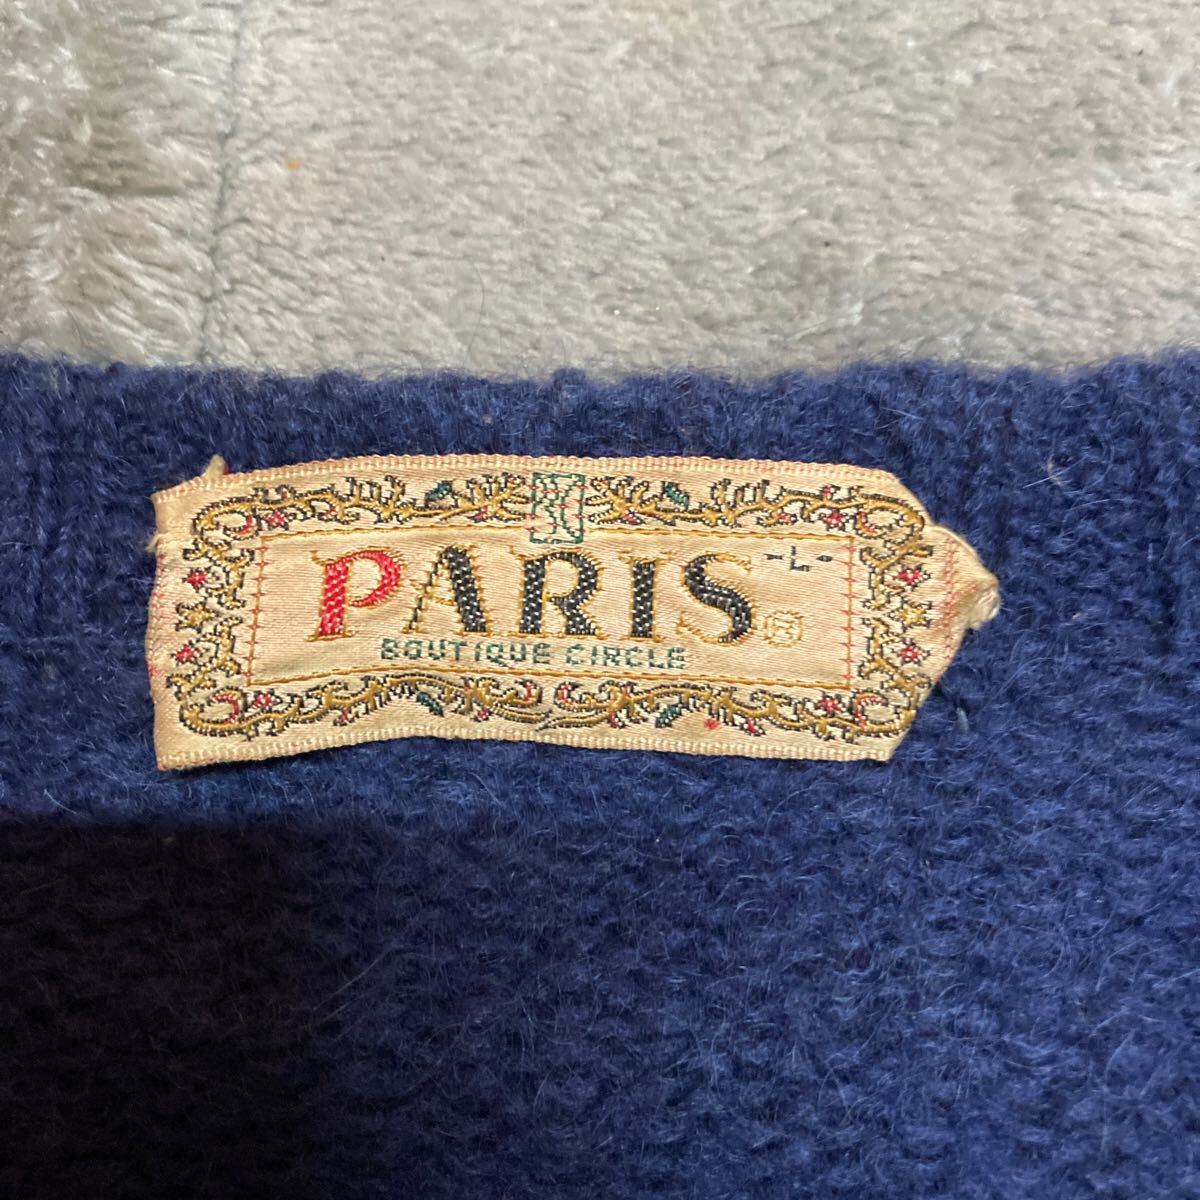 PARIS -L- ®
BOUTIQUE CIRCLE